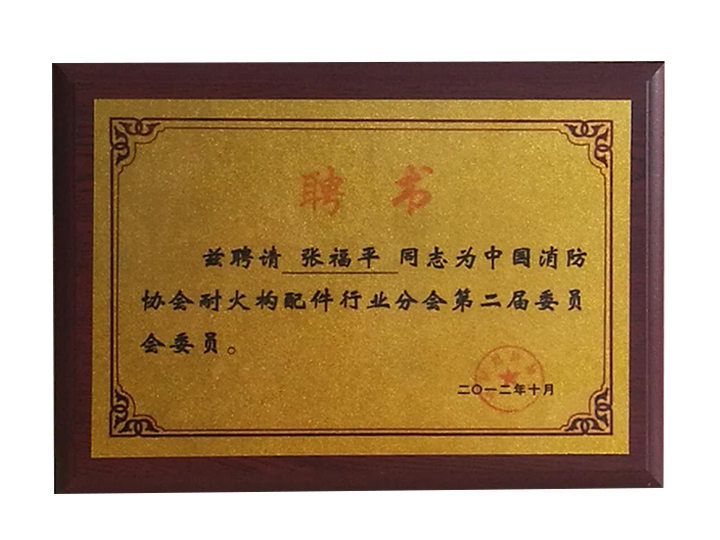 聘书
兹聘请 张福平 同志为中国消防
协会耐火构配件行业分会第二届委员
会委员。
二〇一二年十月